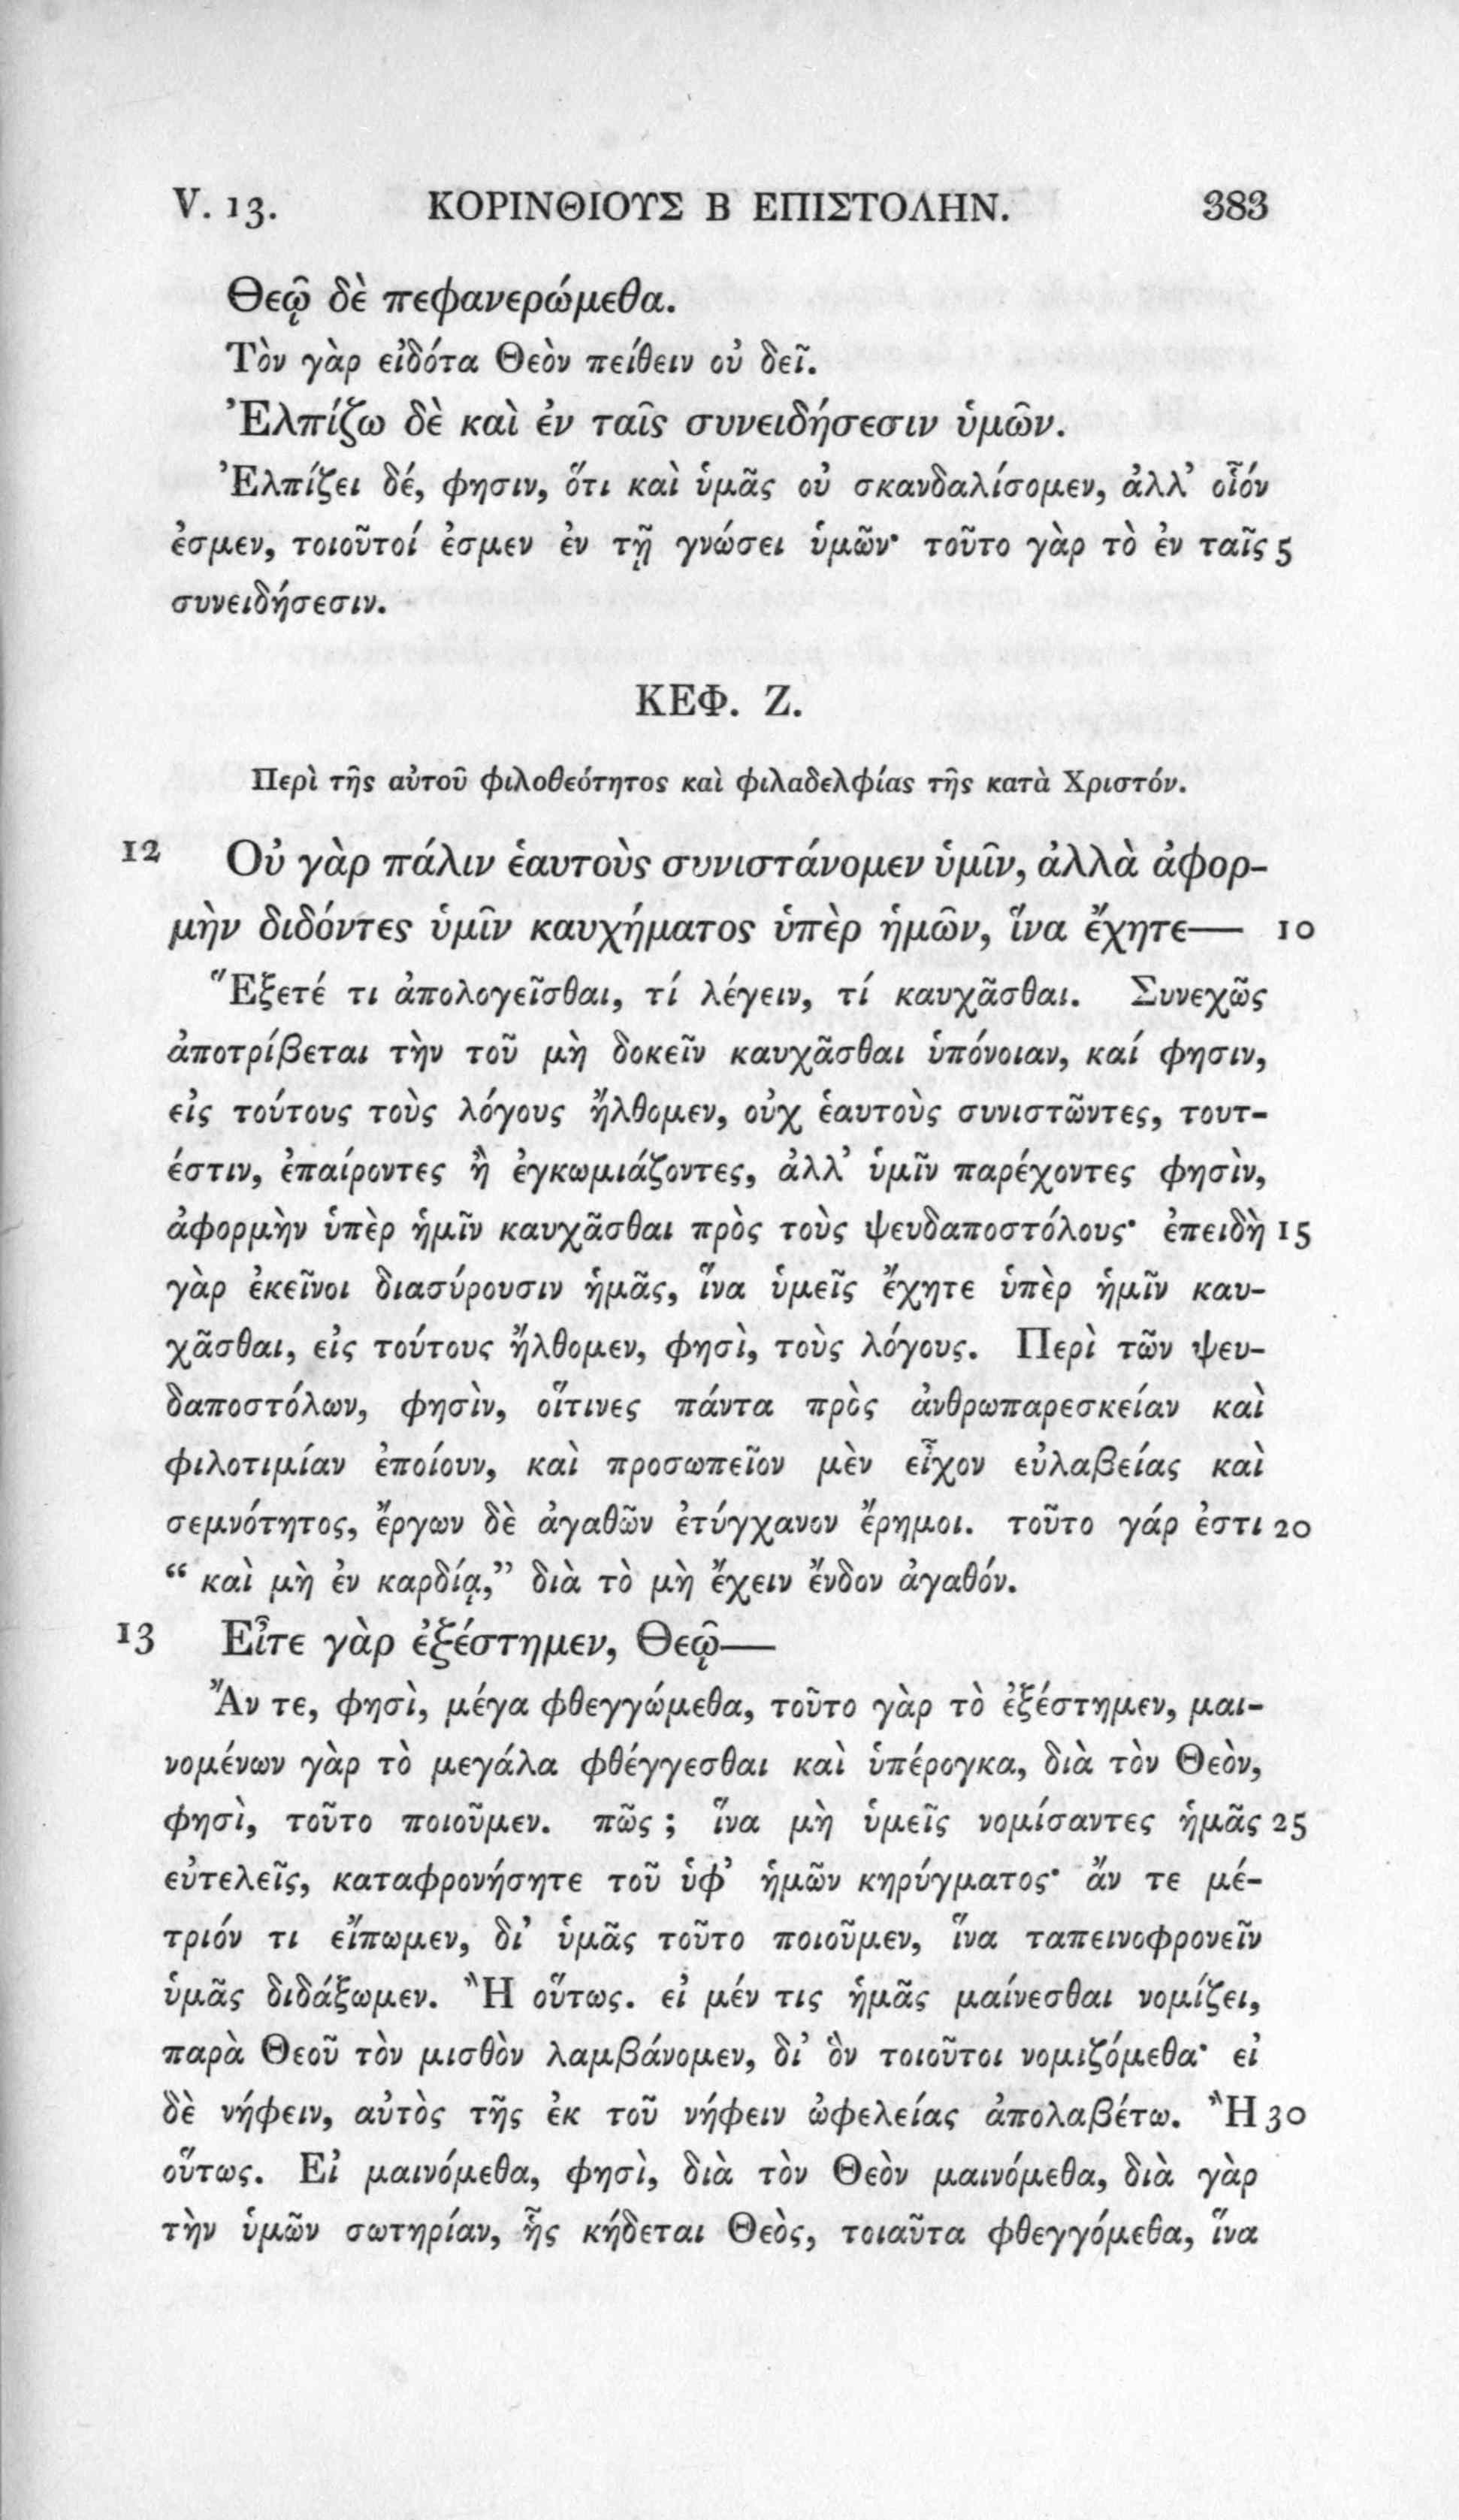 V. 13. ΚΟΡΙΝΘΙΟΥΣ Β ΕΠΙΣΤΟΛΗΝ. 383
Θεῷ δὲ πεφανερώμεθα.
Τὸν γὰρ εἰδότα Θεὸν πείθειν οὐ δεῖ.
Ἐλπίζω δὲ καὶ ἐν ταῖς συνειδήσεσιν ὑμῶν.
Ἐλπίζει δέ, φησιν, ὅτι καὶ ὑμᾶς οὐ σκανδαλίσομεν, ἀλλ’ οἷόν
ἐσμεν, τοιοῦτοί ἐσμεν ἐν τῇ γνώσει ὑμῶν· τοῦτο γὰρ τὸ ἐν ταῖς 5
συνειδήσεσιν.
ΚΕΦ. Ζ.
Περὶ τῆς αὐτοῦ φιλοθεότητος καὶ φιλαδελφίας τῆς κατὰ Χριστόν.
12 Οὐ γὰρ πάλιν ἑαυτοὺς συνιστάνομεν ὑμῖν, ἀλλὰ ἀφορ-
μὴν διδόντες ὑμῖν καυχήματος ὑπὲρ ἡμῶν, ἵνα ἔχητε— 10
Ἕξετέ τι ἀπολογεῖσθαι, τί λέγειν, τί καυχᾶσθαι. Συνεχῶς
ἀποτρίβεται τὴν τοῦ μὴ δοκεῖν καυχᾶσθαι ὑπόνοιαν, καί φησιν,
εἰς τούτους τοὺς λόγους ἤλθομεν, οὐχ ἑαυτοὺς συνιστῶντες, τουτ-
έστιν, ἐπαίροντες ἢ ἐγκωμιάζοντες, ἀλλ’ ὑμῖν παρέχοντες φησὶν,
ἀφορμὴν ὑπὲρ ἡμῖν καυχᾶσθαι πρὸς τοὺς ψευδαποστόλους· ἐπειδὴ 15
γὰρ ἐκεῖνοι διασύρουσιν ἡμᾶς, ἵνα ὑμεῖς ἔχητε ὑπὲρ ἡμῖν καυ-
χᾶσθαι, εἰς τούτους ἤλθομεν, φησὶ, τοὺς λόγους. Περὶ τῶν ψευ-
δαποστόλων, φησὶν, οἵτινες πάντα πρὸς ἀνθρωπαρεσκείαν καὶ
φιλοτιμίαν ἐποίουν, καὶ προσωπεῖον μὲν εἶχον εὐλαβείας καὶ
σεμνότητος, ἔργων δὲ ἀγαθῶν ἐτύγχανον ἔρημοι. τοῦτο γάρ ἐστι 20
“ καὶ μὴ ἐν καρδίᾳ,” διὰ τὸ μὴ ἔχειν ἔνδον ἀγαθόν.
13 Εἶτε γὰρ ἐξέστημεν, Θεῷ—
Ἄν τε, φησὶ, μέγα φθεγγώμεθα, τοῦτο γὰρ τὸ ἐξέστημεν, μαι-
νομένων γὰρ τὸ μεγάλα φθέγγεσθαι καὶ ὑπέρογκα, διὰ τὸν Θεὸν,
φησὶ, τοῦτο ποιοῦμεν. πῶς ; ἵνα μὴ ὑμεῖς νομίσαντες ἡμᾶς 25
εὐτελεῖς, καταφρονήσητε τοῦ ὑφ’ ἡμῶν κηρύγματος· ἄν τε μέ-
τριόν τι εἴπωμεν, δι’ ὑμᾶς τοῦτο ποιοῦμεν, ἵνα ταπεινοφρονεῖν
ὑμᾶς διδάξωμεν. Ἢ οὕτως. εἰ μέν τις ἡμᾶς μαίνεσθαι νομίζει,
παρὰ Θεοῦ τὸν μισθὸν λαμβάνομεν, δι’ ὃν τοιοῦτοι νομιζόμεθα· εἰ
δὲ νήφειν, αὐτὸς τῆς ἐκ τοῦ νήφειν ὠφελείας ἀπολαβέτω. Ἢ 30
οὕτως. Εἰ μαινόμεθα, φησὶ, διὰ τὸν Θεὸν μαινόμεθα, διὰ γὰρ
τὴν ὑμῶν σωτηρίαν, ἧς κήδεται Θεὸς, τοιαῦτα φθεγγόμεθα, ἵνα